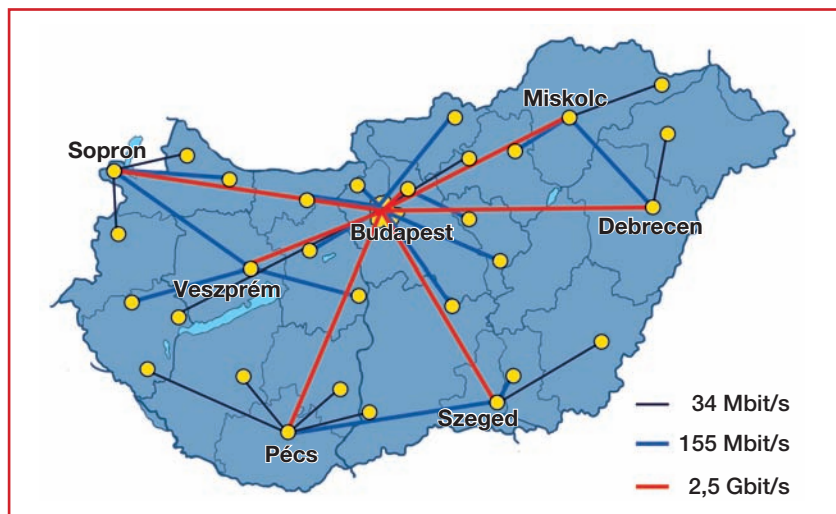 Miskolc
Sopron
Budapest
Debrecen
Veszprém
Szeged
Pécs
34 Mbit/s
155 Mbit/s
2,5 Gbit/s